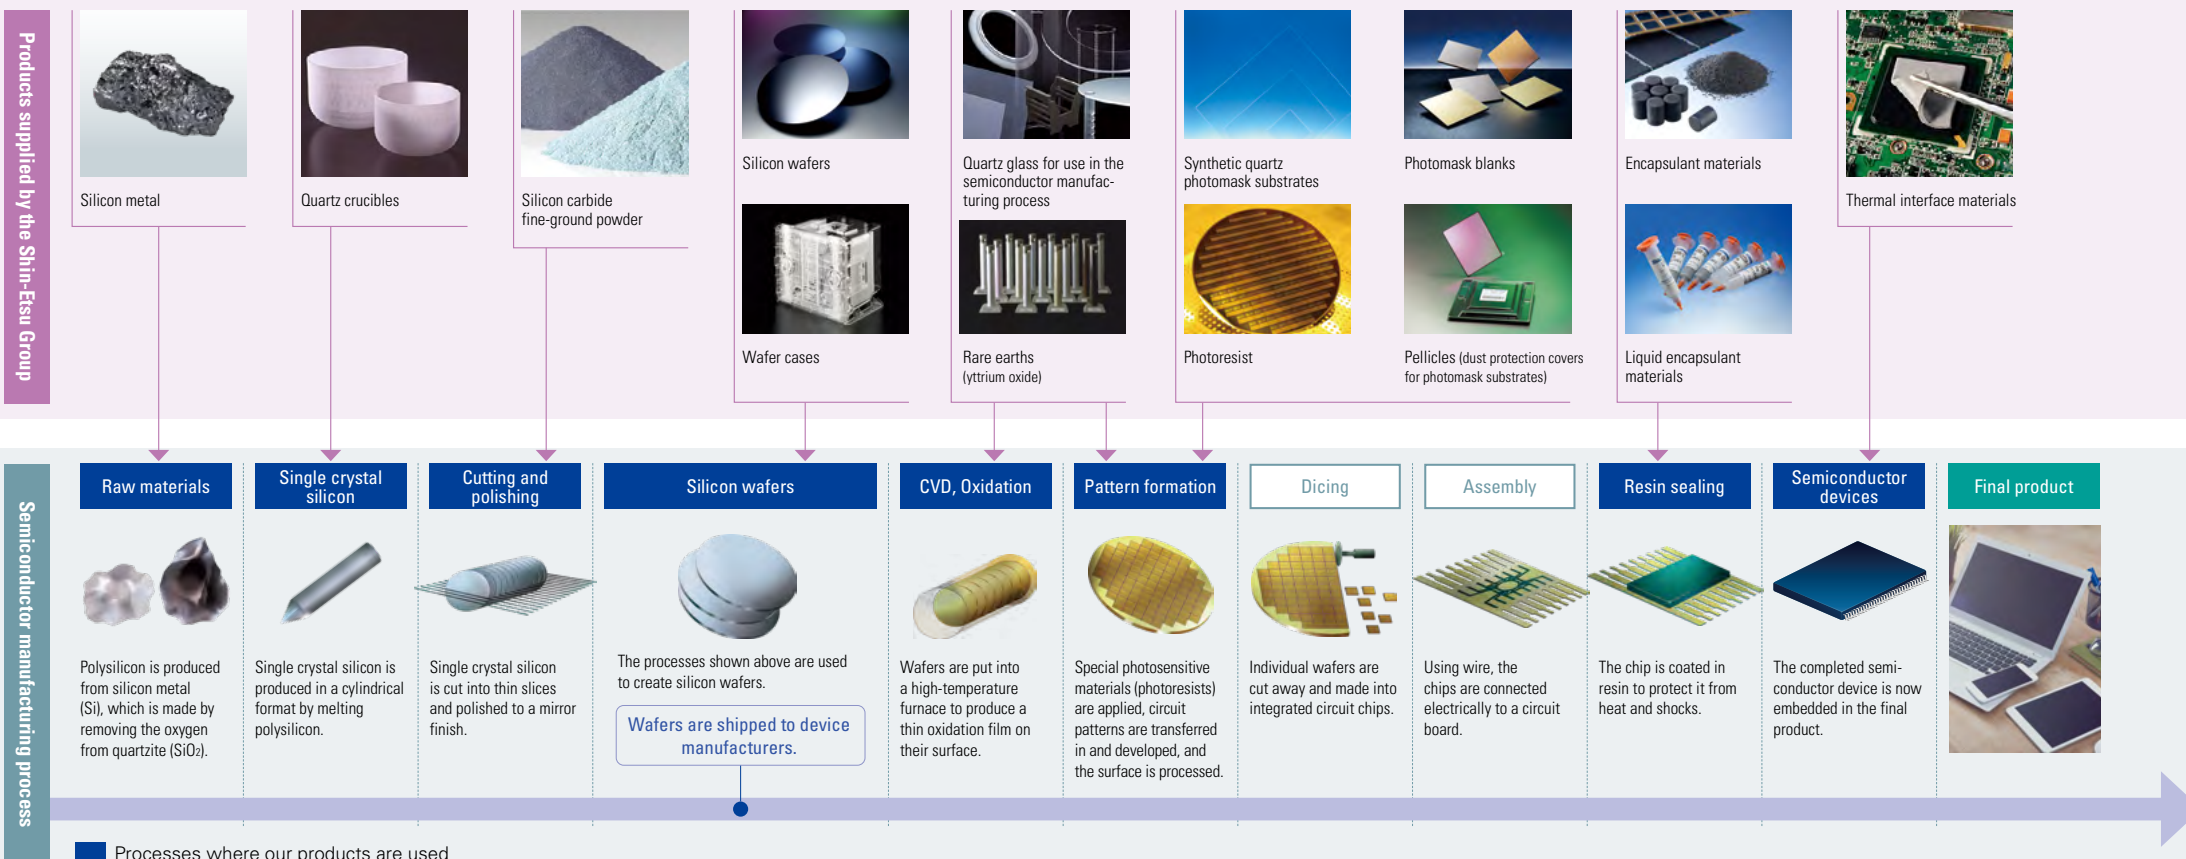 Products supplied by the Shin-Etsu Group
Silicon metal
Quartz crucibles
Silicon carbide
fine-ground powder
Silicon wafers
Wafer cases
Quartz glass for use in the
semiconductor manufac-
turing process
Rare earths
(yttrium oxide)
Synthetic quartz
photomask substrates
Photoresist
Photomask blanks
Pellicles (dust protection covers
for photomask substrates)
Encapsulant materials
Liquid encapsulant
materials
Thermal interface materials
Semiconductor manufacturing process
Raw materials
Polysilicon is produced
from silicon metal
(Si), which is made by
removing the oxygen
from quartzite (SiO2).
Single crystal
silicon
Single crystal silicon is
produced in a cylindrical
format by melting
polysilicon.
Cutting and
polishing
Single crystal silicon
is cut into thin slices
and polished to a mirror
finish.
Silicon wafers
The processes shown above are used
to create silicon wafers.
Wafers are shipped to device
manufacturers.
CVD, Oxidation
Wafers are put into
a high-temperature
furnace to produce a
thin oxidation film on
their surface.
Pattern formation
Special photosensitive
materials (photoresists)
are applied, circuit
patterns are transferred
in and developed, and
the surface is processed.
Dicing
Individual wafers are
cut away and made into
integrated circuit chips.
Assembly
Using wire, the
chips are connected
electrically to a circuit
board.
Resin sealing
The chip is coated in
resin to protect it from
heat and shocks.
Semiconductor
devices
The completed semi-
conductor device is now
embedded in the final
product.
Final product
Processes where our products are used